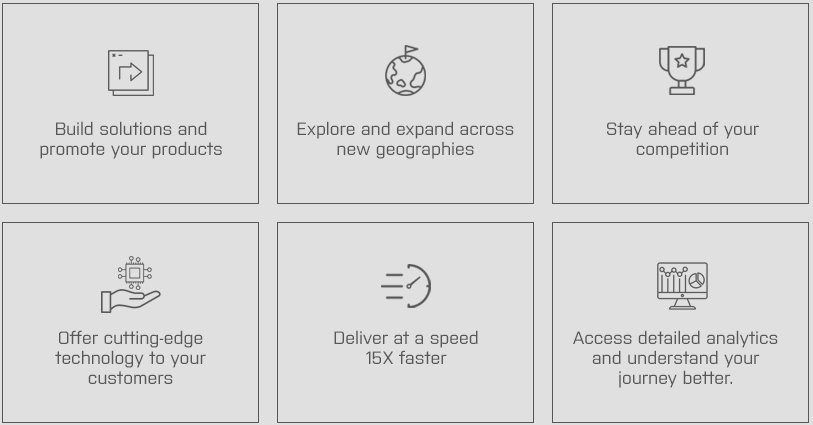 Build solutions and
promote your products
Explore and expand across
new geographies
Stay ahead of your
competition
Offer cutting-edge
technology to your
customers
Deliver at a speed
15X faster
Access detailed analytics
and understand your
journey better.